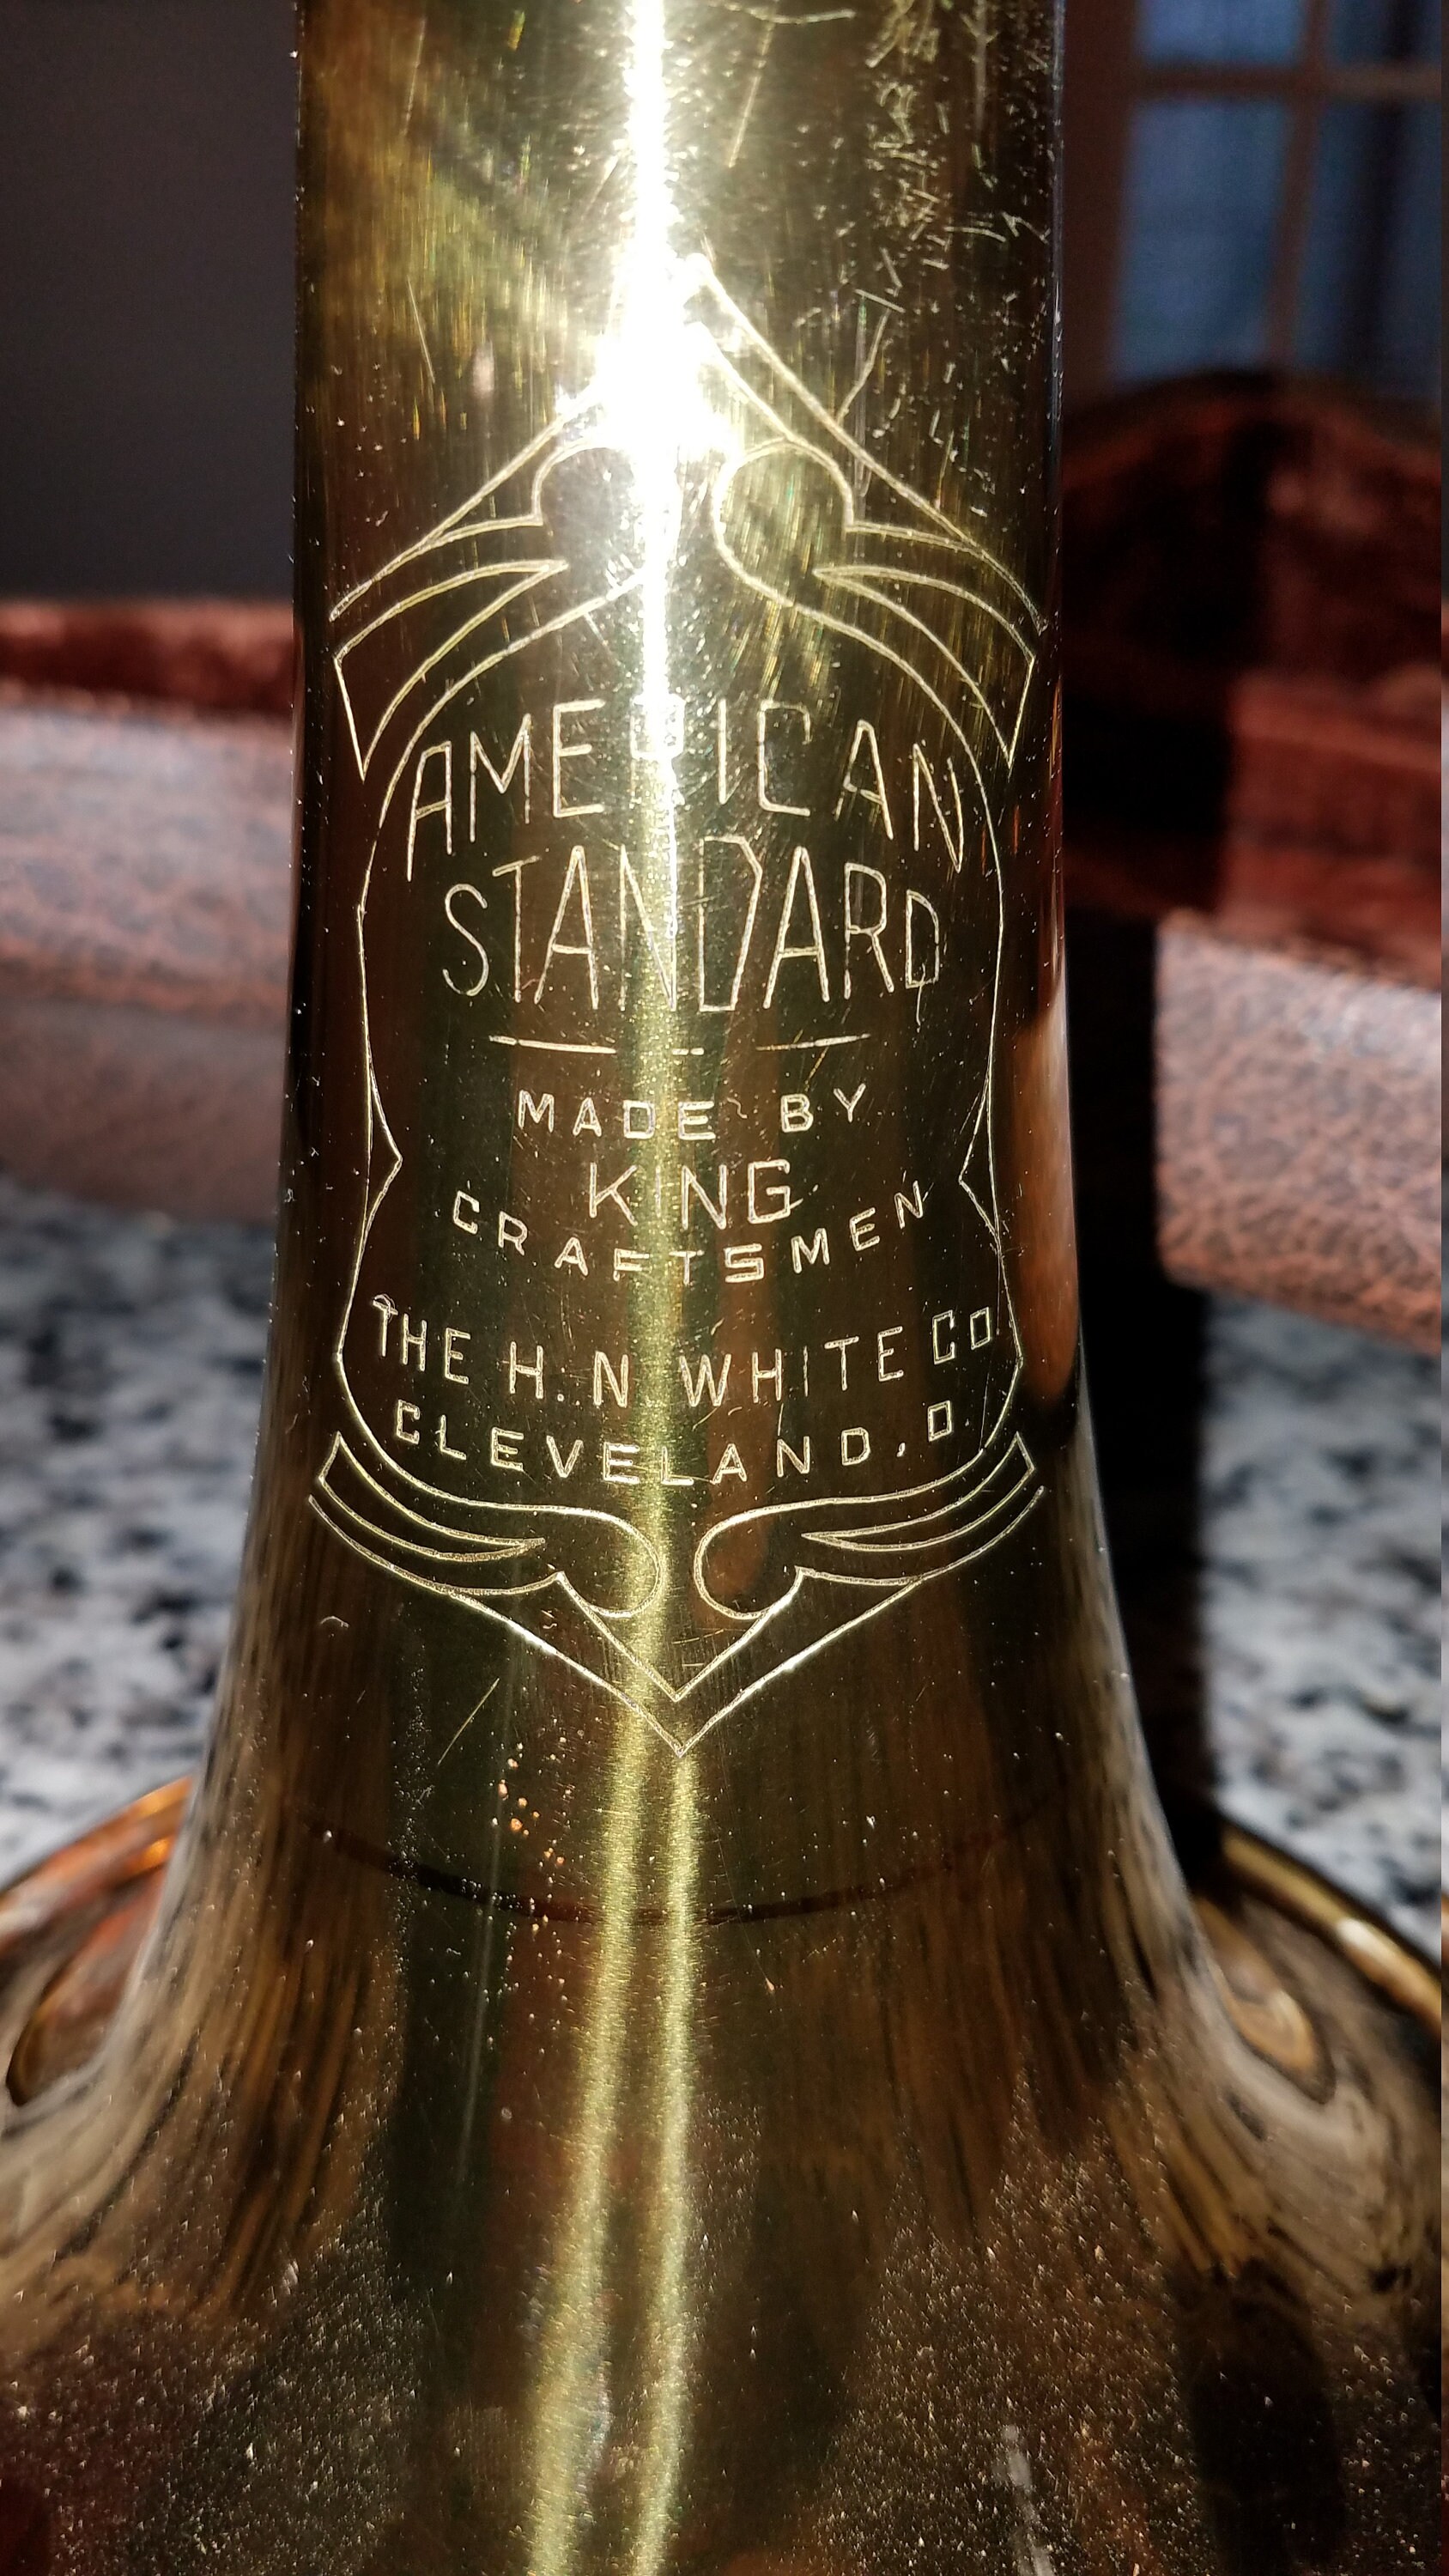 AMERICAN
STANDARD
MADE BY
KING
CRAFTSMEN
THE H. N. WHITE CO
CLEVELAND, O.